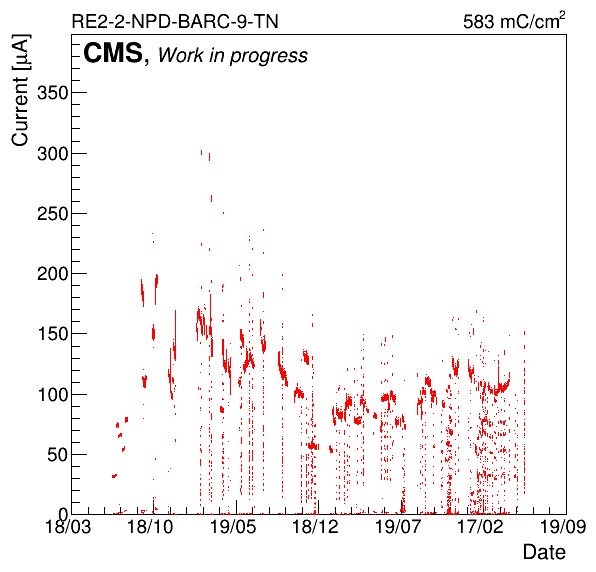 RE2-2-NPD-BARC-9-TN 583 mC/cm²
CMS, Work in progress
Current [μA]
350
300
250
200
150
100
50
0
18/03 18/10 19/05 18/12 19/07 17/02 19/09
Date